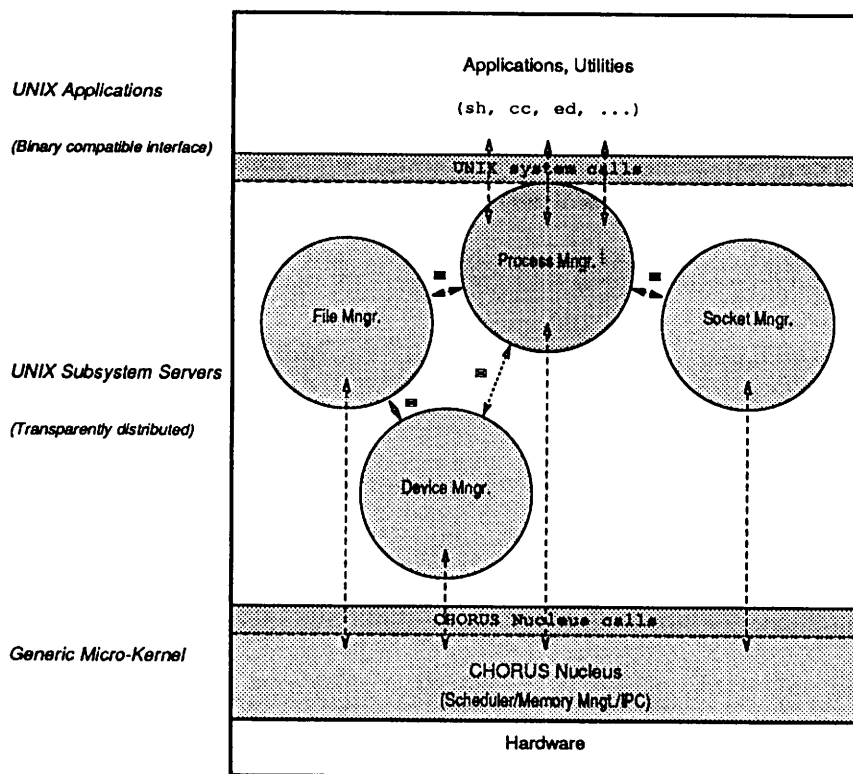 Applications, Utilities
UNIX Applications
(sh, cc, ed, ...)
(Binary compatible interface)
UNIX system calls
Process Mngr.
File Mngr.
Socket Mngr.
UNIX Subsystem Servers
(Transparently distributed)
Device Mngr.
CHORUS Nucleus calls
Generic Micro-Kernel
CHORUS Nucleus
(Scheduler/Memory Mngt./IPC)
Hardware